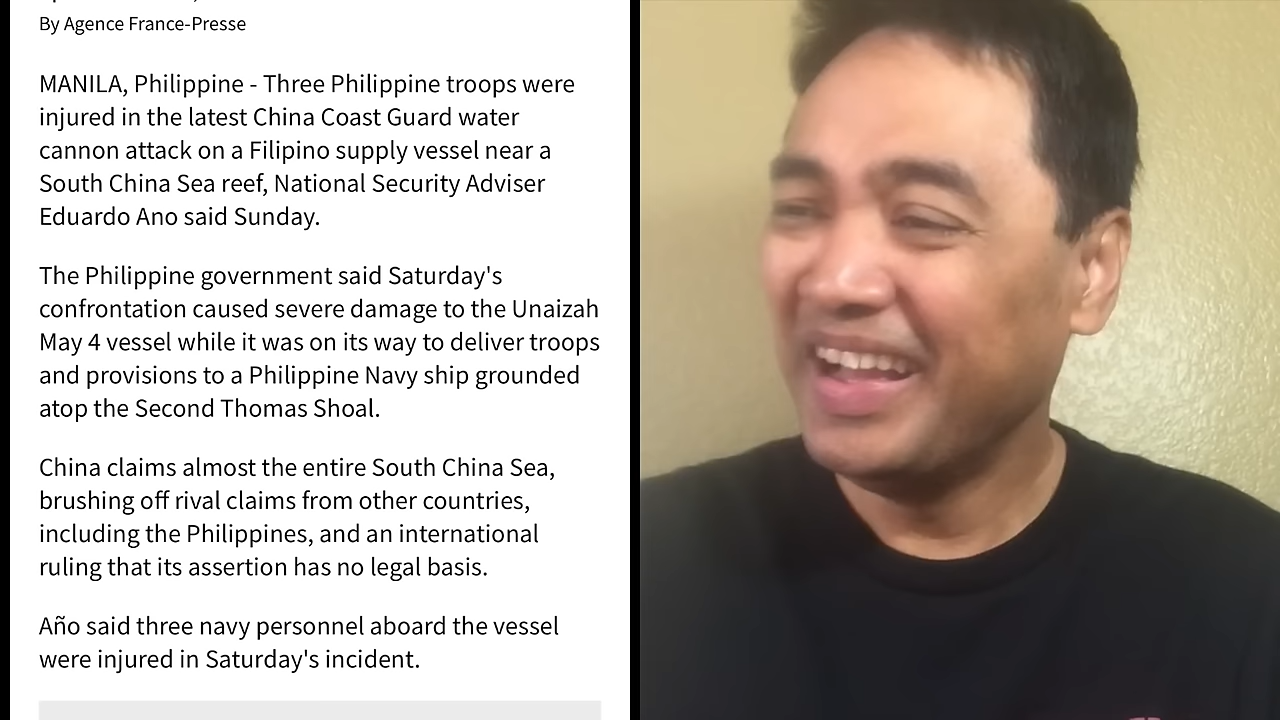 By Agence France-Presse
MANILA, Philippine - Three Philippine troops were
injured in the latest China Coast Guard water
cannon attack on a Filipino supply vessel near a
South China Sea reef, National Security Adviser
Eduardo Ano said Sunday.
The Philippine government said Saturday's
confrontation caused severe damage to the Unaizah
May 4 vessel while it was on its way to deliver troops
and provisions to a Philippine Navy ship grounded
atop the Second Thomas Shoal.
China claims almost the entire South China Sea,
brushing off rival claims from other countries,
including the Philippines, and an international
ruling that its assertion has no legal basis.
Año said three navy personnel aboard the vessel
were injured in Saturday's incident.